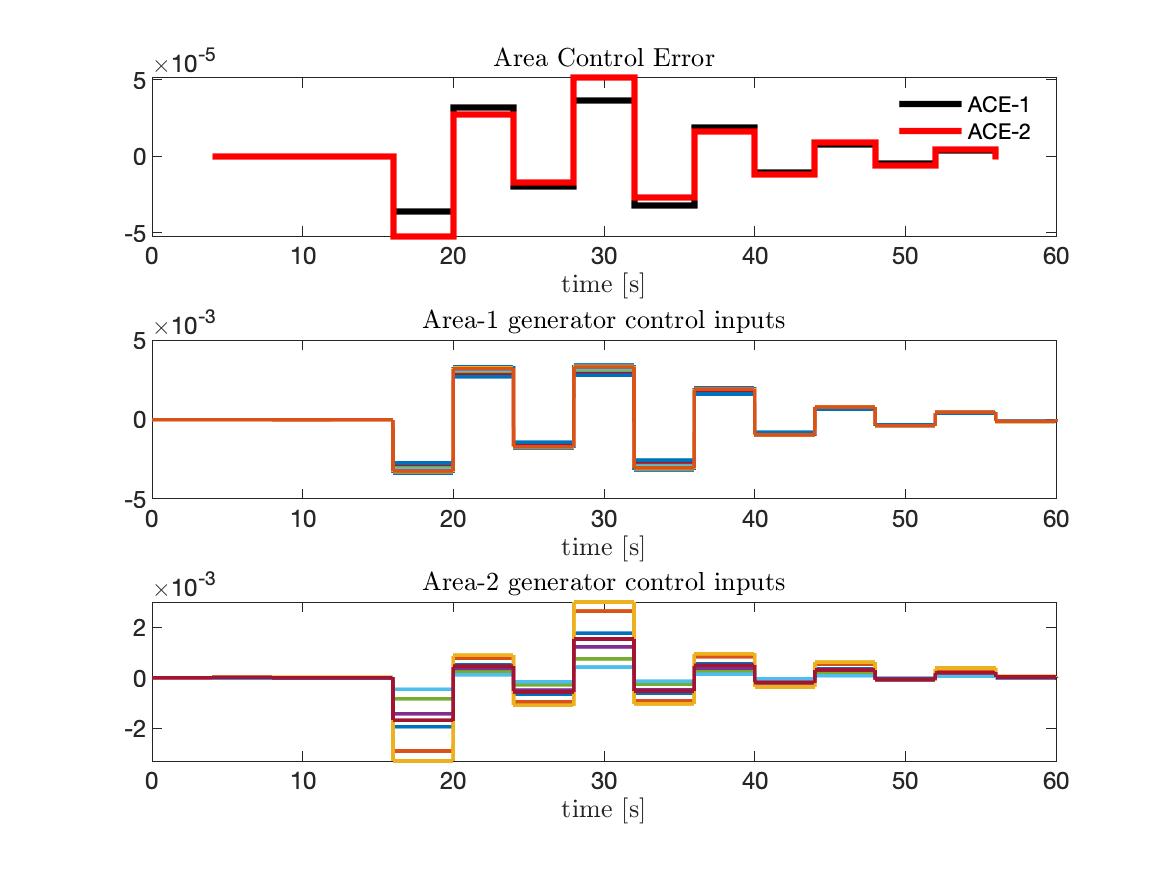 Area Control Error
×10-5
5
0
-5
ACE-1
ACE-2
0 10 20 30 40 50 60
time [s]
Area-1 generator control inputs
×10-3
5
0
-5
0 10 20 30 40 50 60
time [s]
Area-2 generator control inputs
×10-3
2
0
-2
0 10 20 30 40 50 60
time [s]